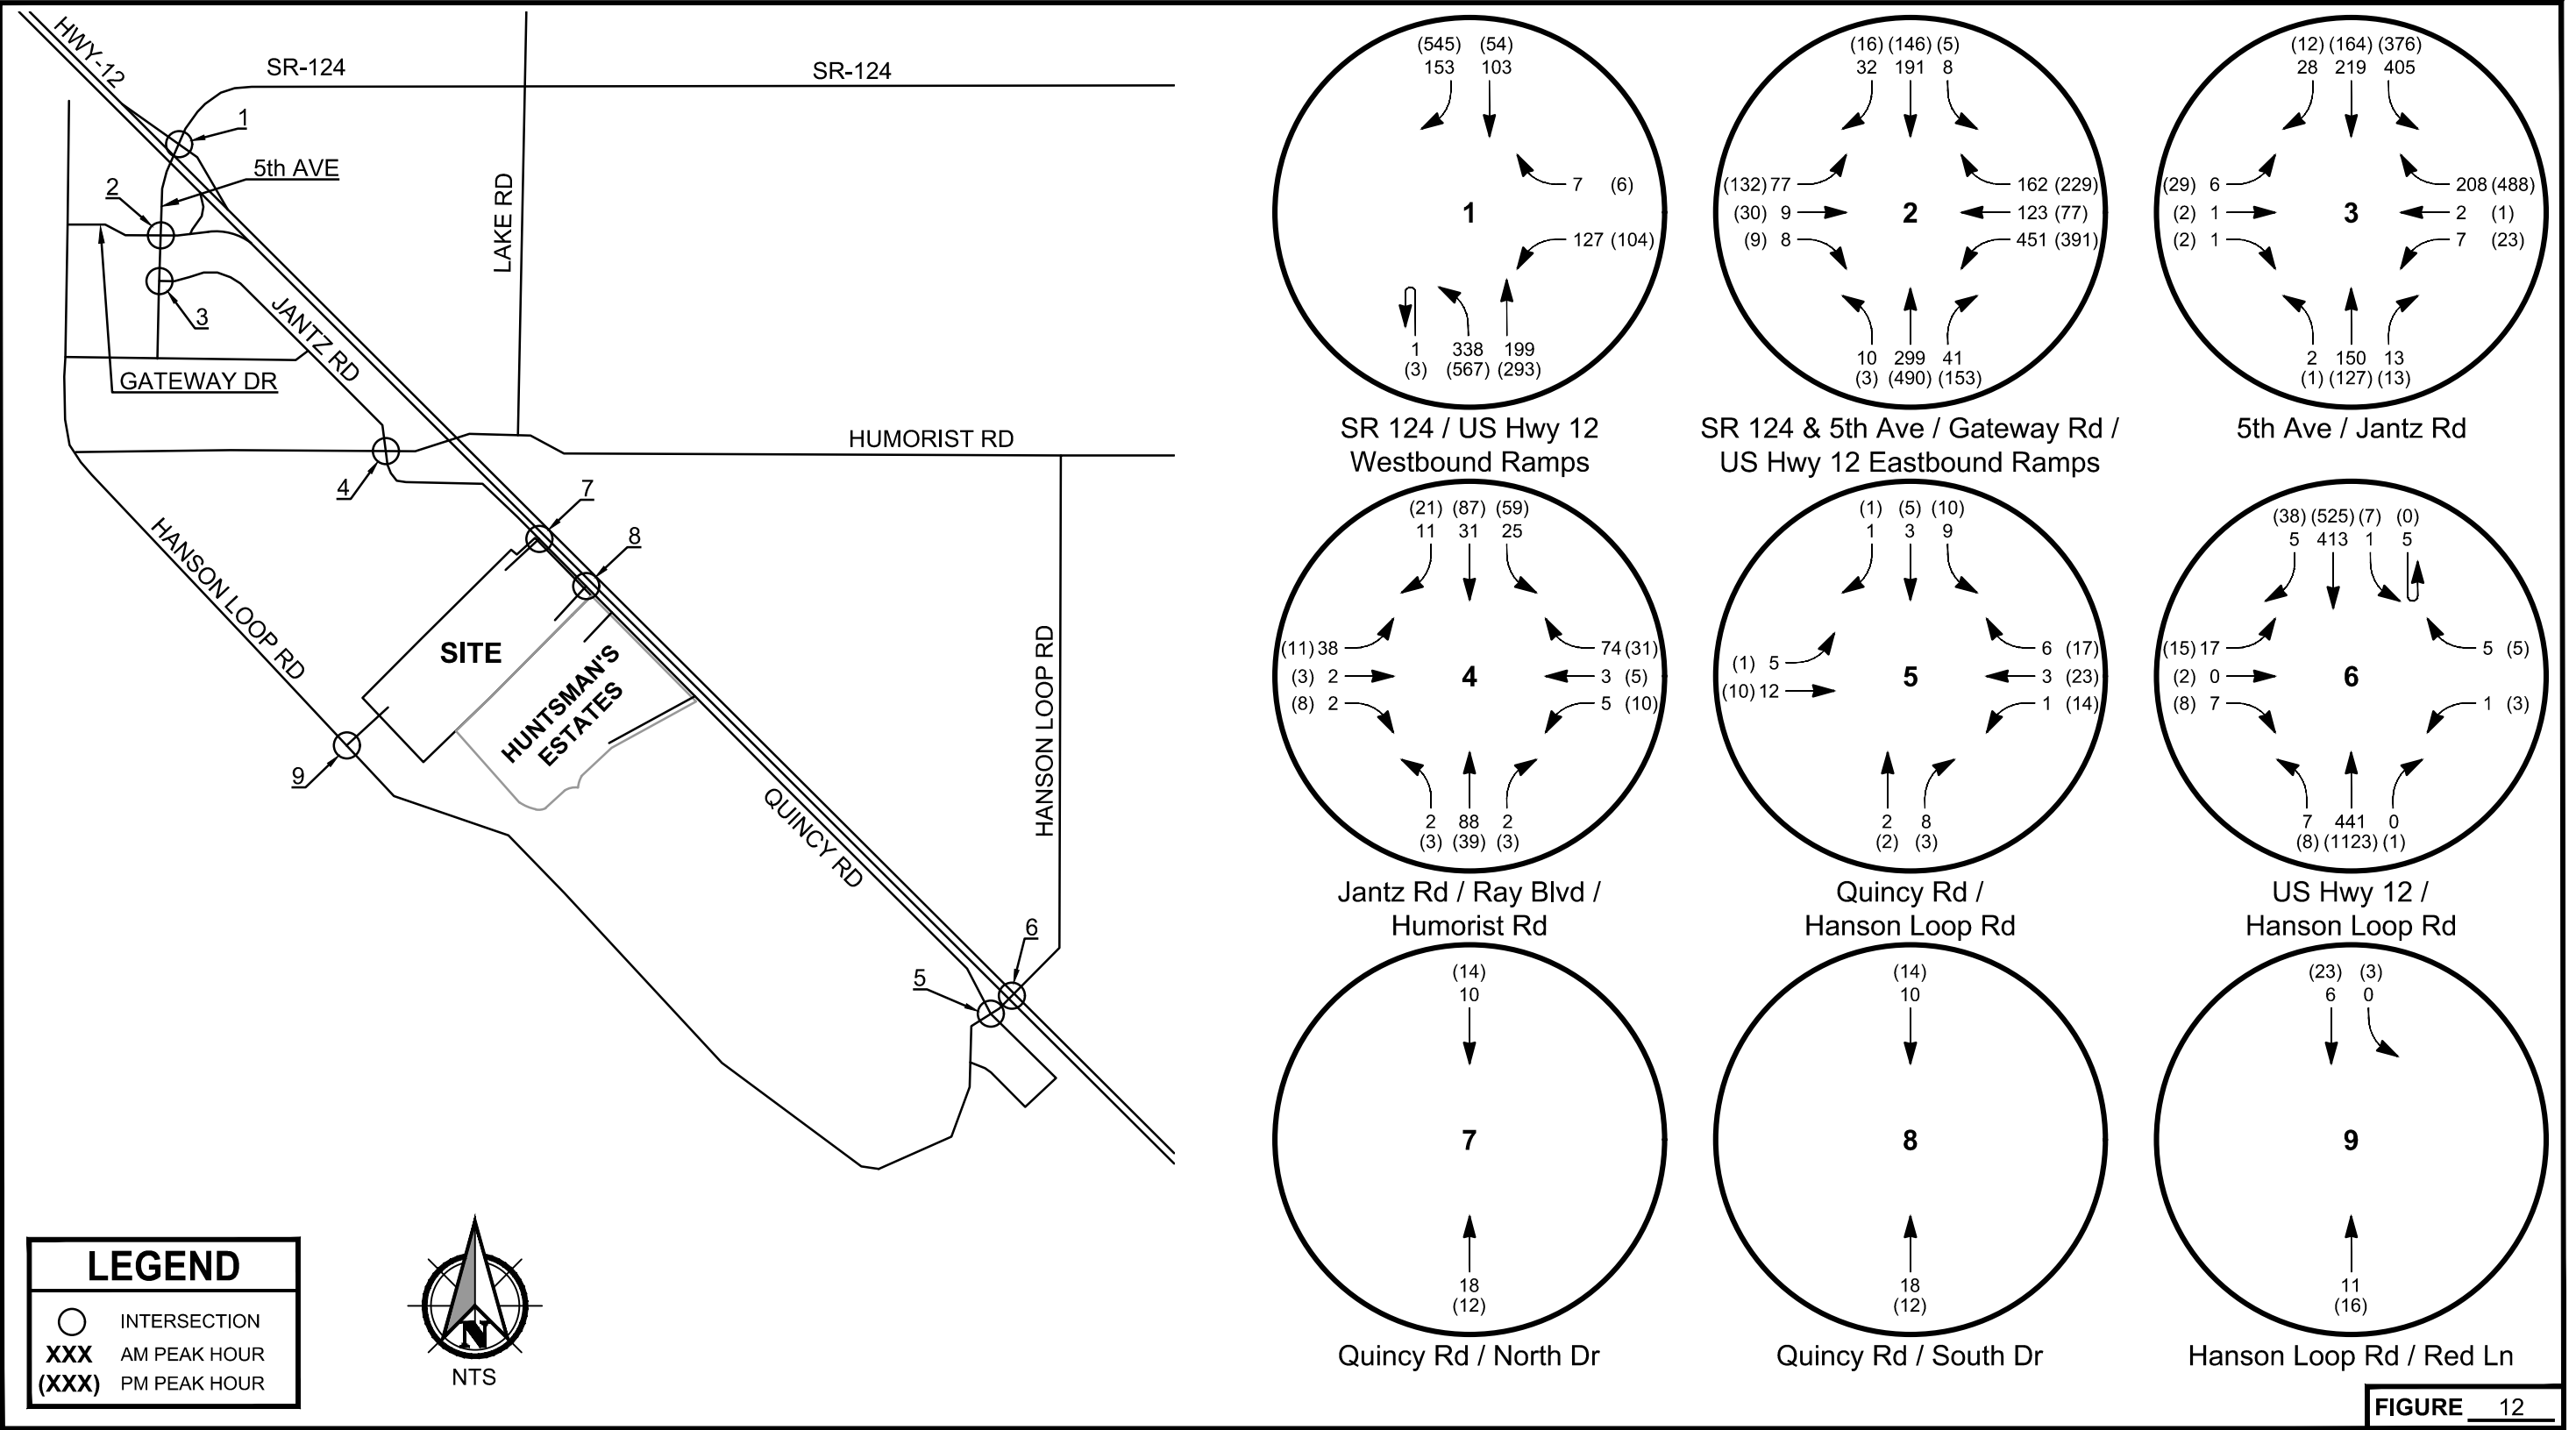 HWY-12
SR-124
SR-124
1
5th AVE
2
LAKE RD
3
JANTZ RD
GATEWAY DR
HUMORIST RD
4
7
8
HANSON LOOP RD
SITE
HUNTSMAN'S
ESTATES
HANSON LOOP RD
9
QUINCY RD
6
5
LEGEND
INTERSECTION
XXX AM PEAK HOUR
(XXX) PM PEAK HOUR
N
NTS
(545) (54)
153 103
7 (6)
1
127 (104)
1 338 199
(3) (567) (293)
SR 124 / US Hwy 12
Westbound Ramps
(16) (146) (5)
32 191 8
(132) 77 162 (229)
(30) 9 2 123 (77)
(9) 8 451 (391)
10 299 41
(3) (490) (153)
SR 124 & 5th Ave / Gateway Rd /
US Hwy 12 Eastbound Ramps
(12) (164) (376)
28 219 405
(29) 6 208 (488)
(2) 1 3 2 (1)
(2) 1 7 (23)
2 150 13
(1) (127) (13)
5th Ave / Jantz Rd
(21) (87) (59)
11 31 25
(11) 38 74 (31)
(3) 2 4 3 (5)
(8) 2 5 (10)
2 88 2
(3) (39) (3)
Jantz Rd / Ray Blvd /
Humorist Rd
(1) (5) (10)
1 3 9
(1) 5 6 (17)
5 3 (23)
(10) 12 1 (14)
2 8
(2) (3)
Quincy Rd /
Hanson Loop Rd
(38) (525) (7) (0)
5 413 1 5
(15) 17 5 (5)
(2) 0 6
(8) 7 1 (3)
7 441 0
(8) (1123) (1)
US Hwy 12 /
Hanson Loop Rd
(14)
10
7
18
(12)
Quincy Rd / North Dr
(14)
10
8
18
(12)
Quincy Rd / South Dr
(23) (3)
6 0
9
11
(16)
Hanson Loop Rd / Red Ln
FIGURE 12